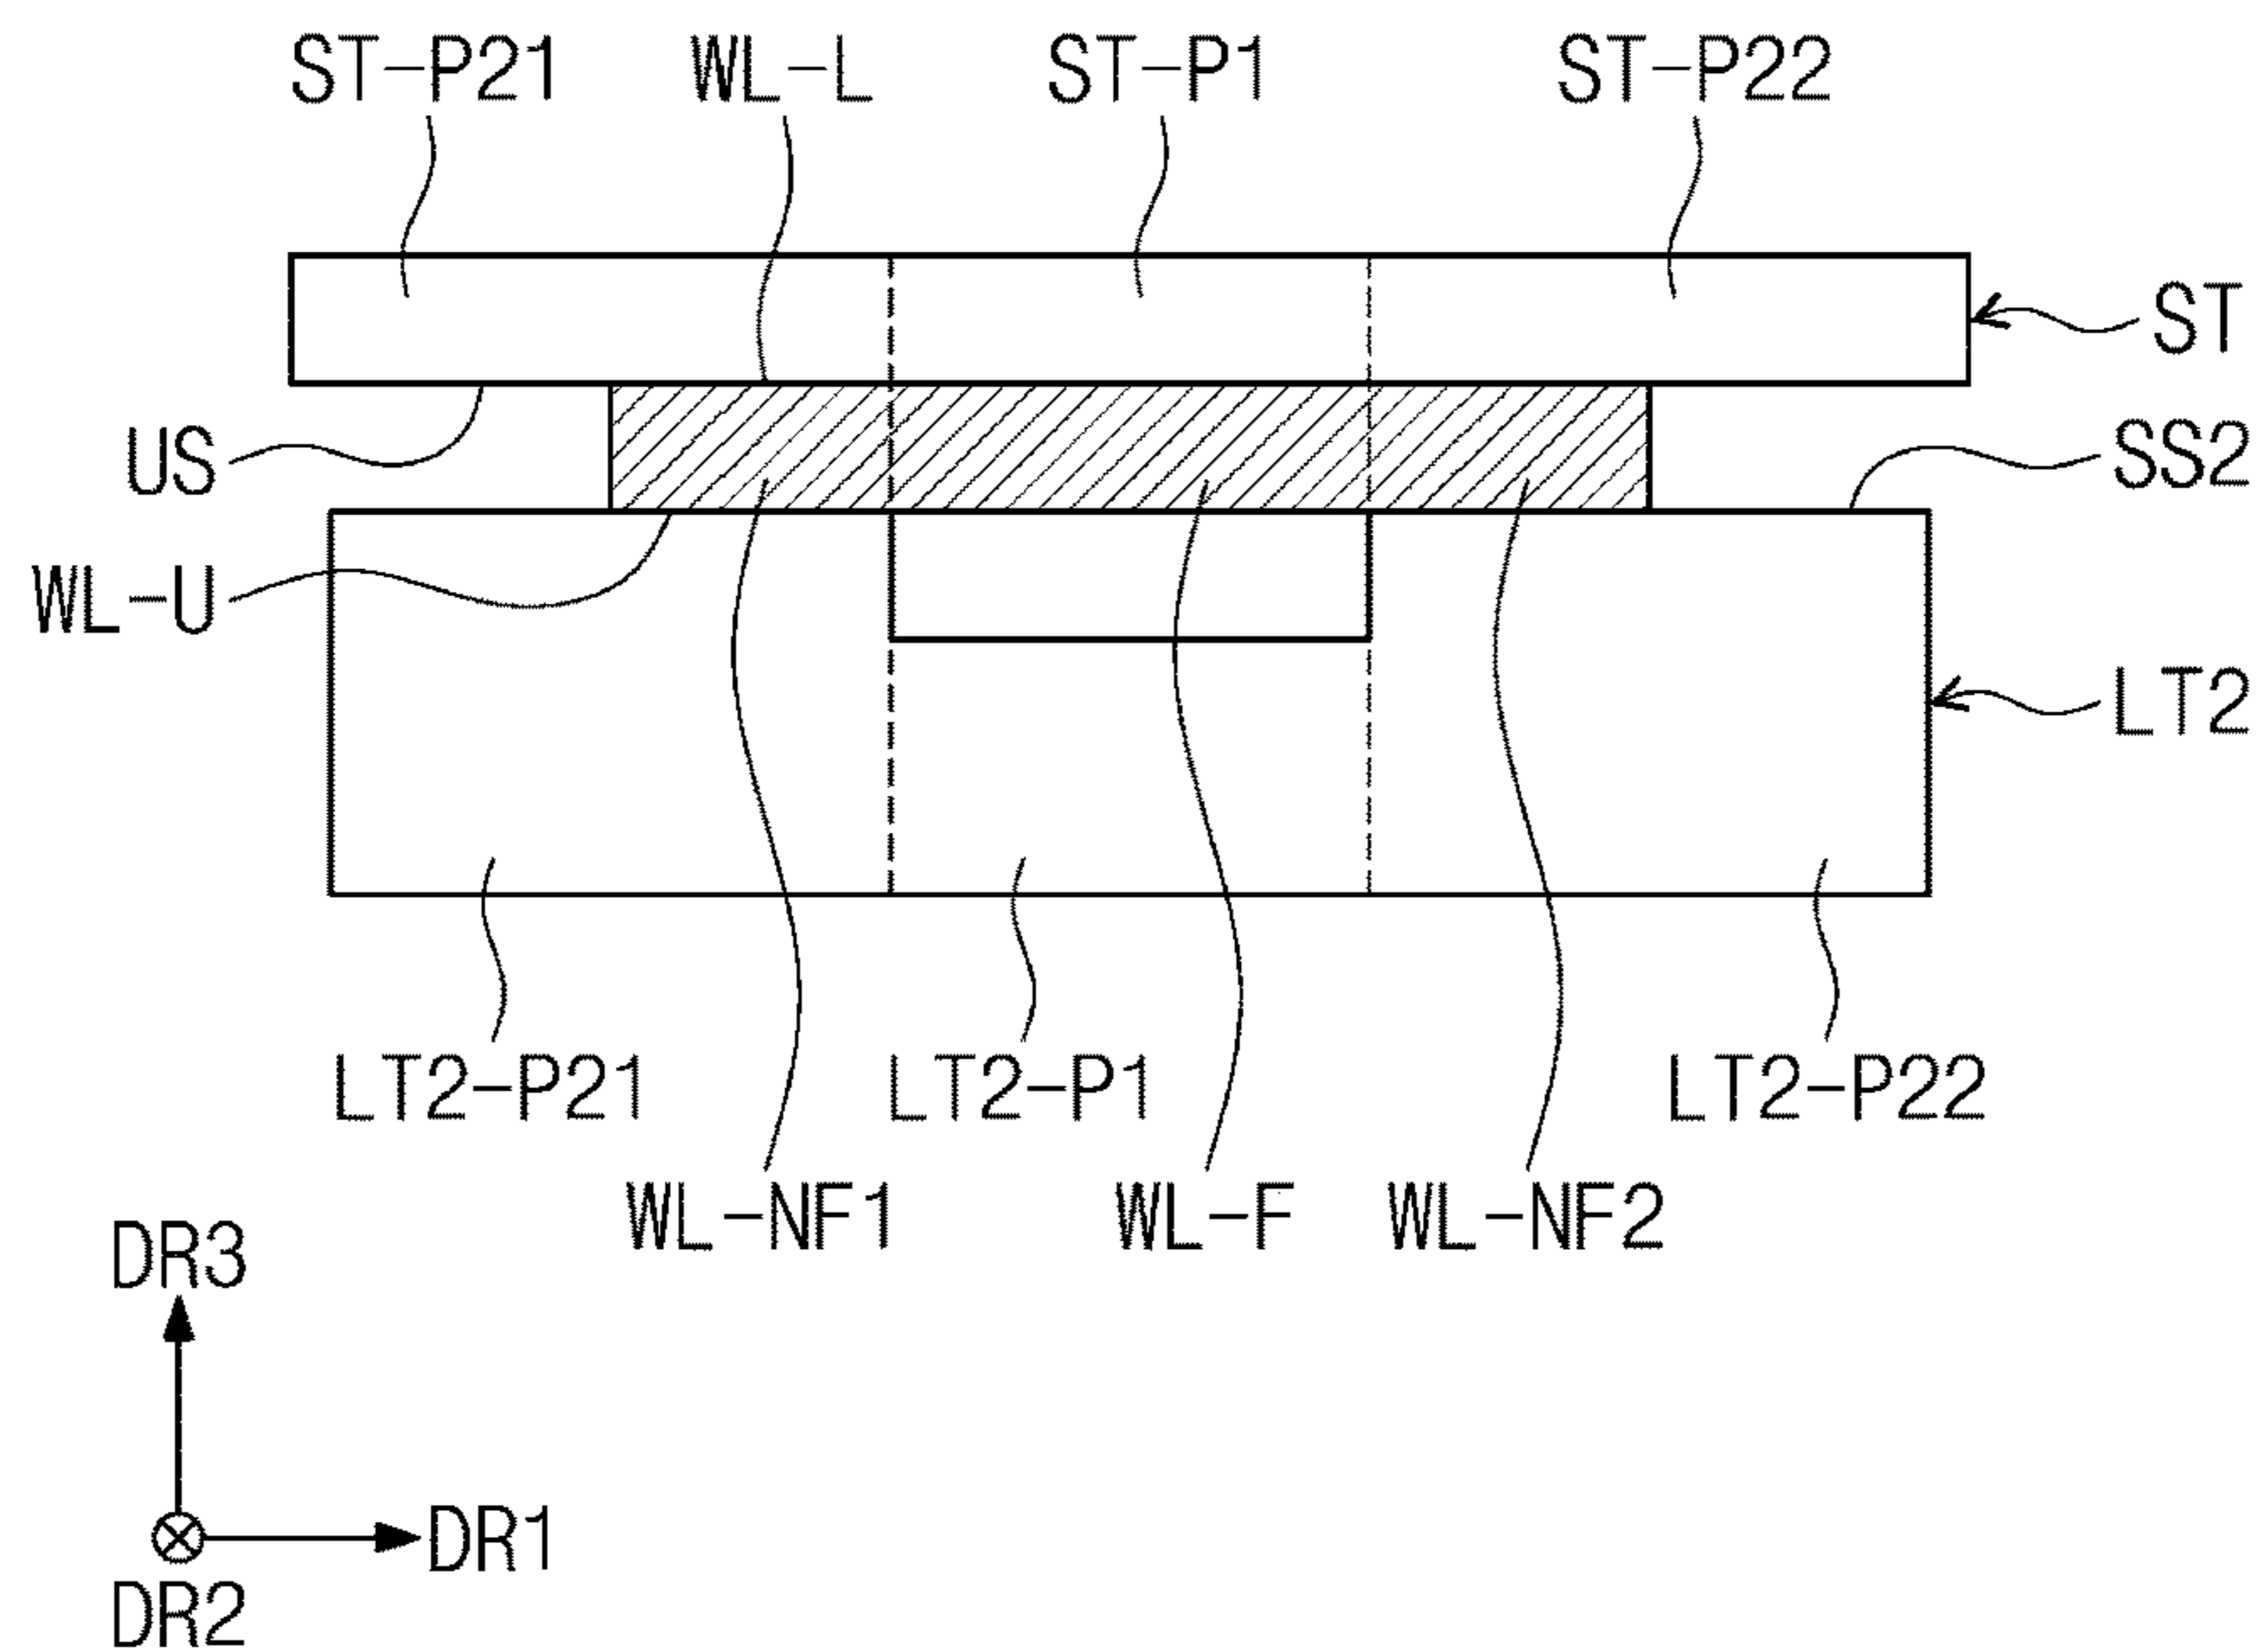 ST-P21 WL-L ST-P1 ST-P22
ST
US
SS2
WL-U
LT2
LT2-P21 LT2-P1 LT2-P22
WL-NF1 WL-F WL-NF2
DR3
DR1
DR2